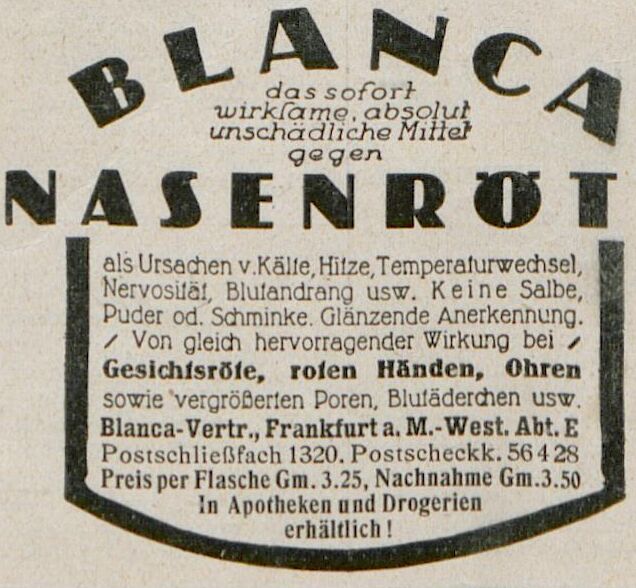 BLANCA
das sofort
wirksame, absolut
unschädliche Mittel
gegen
NASENRÖT
als Ursachen v. Kälte, Hitze, Temperaturwechsel,
Nervosität, Blutandrang usw. Keine Salbe,
Puder od. Schminke. Glänzende Anerkennung.
/ Von gleich hervorragender Wirkung bei /
Gesichtsröte, roten Händen, Ohren
sowie vergrößerten Poren, Blutäderchen usw.
Blanca-Vertr., Frankfurt a. M.-West. Abt. E
Postschließfach 1320. Postscheckk. 56428
Preis per Flasche Gm. 3.25, Nachnahme Gm. 3.50
In Apotheken und Drogerien
erhältlich!